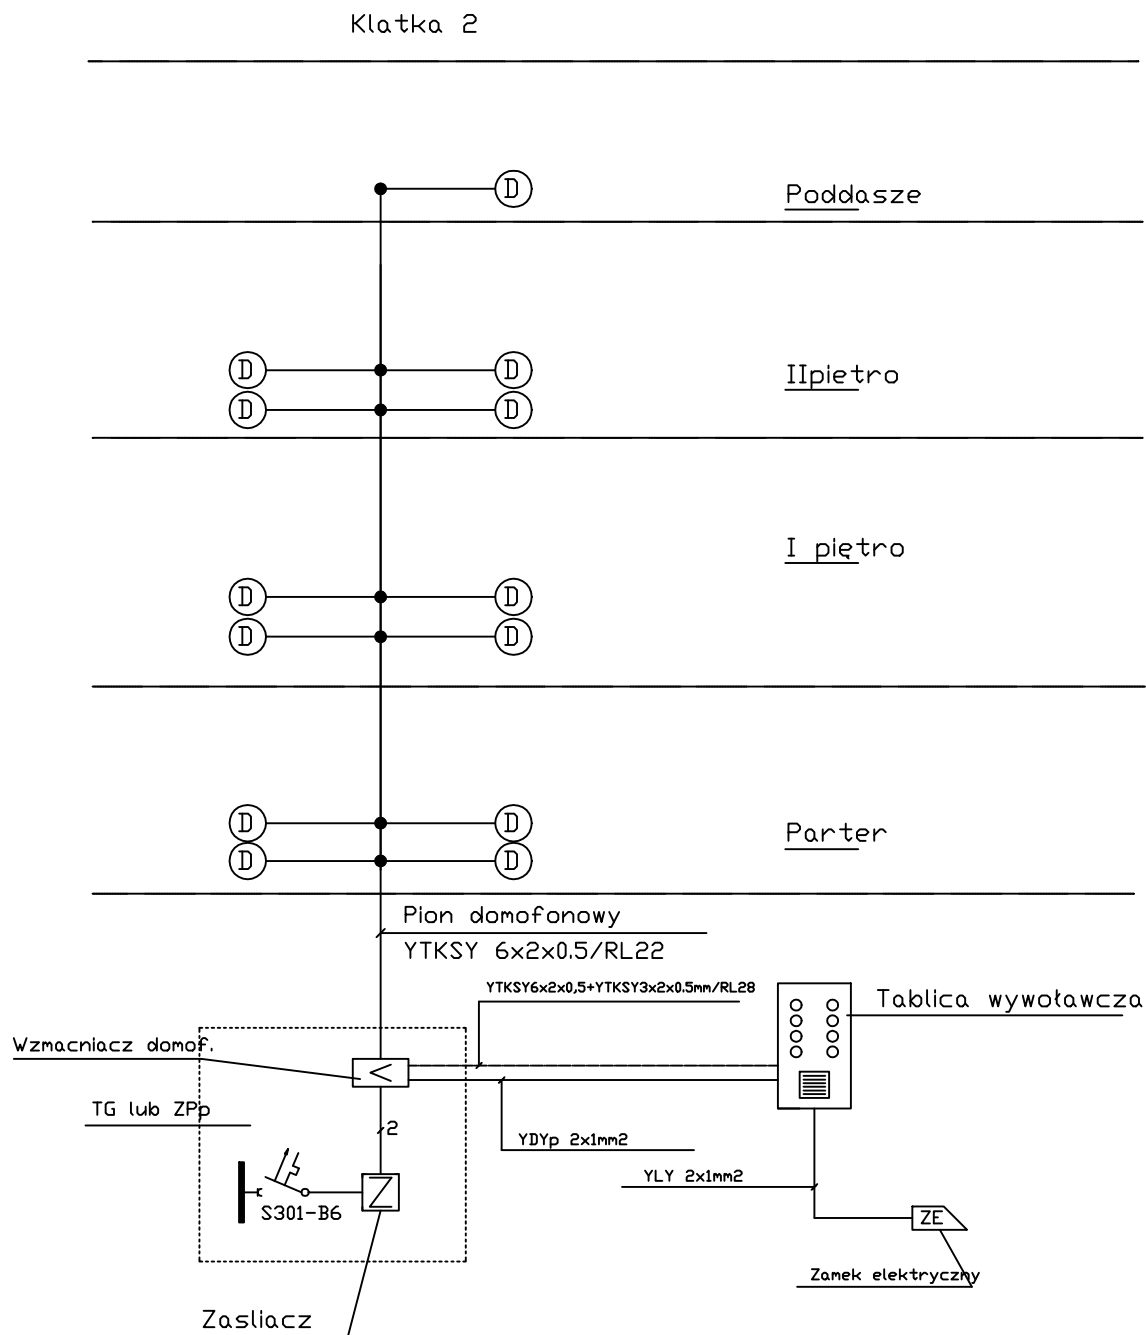 Klatka 2
D
Poddasze
D D
IIpietro
D D
I piętro
D D
D D
D D
Parter
D D
Pion domofonowy
YTKSY 6x2x0.5/RL22
YTKSY6x2x0,5+YTKSY3x2x0.5mm/RL28
Tablica wywoławcza
Wzmacniacz domof.
<
TG lub ZPp
2
YDYp 2x1mm2
YLY 2x1mm2
Z
S301-B6
ZE
Zamek elektryczny
Zasliacz